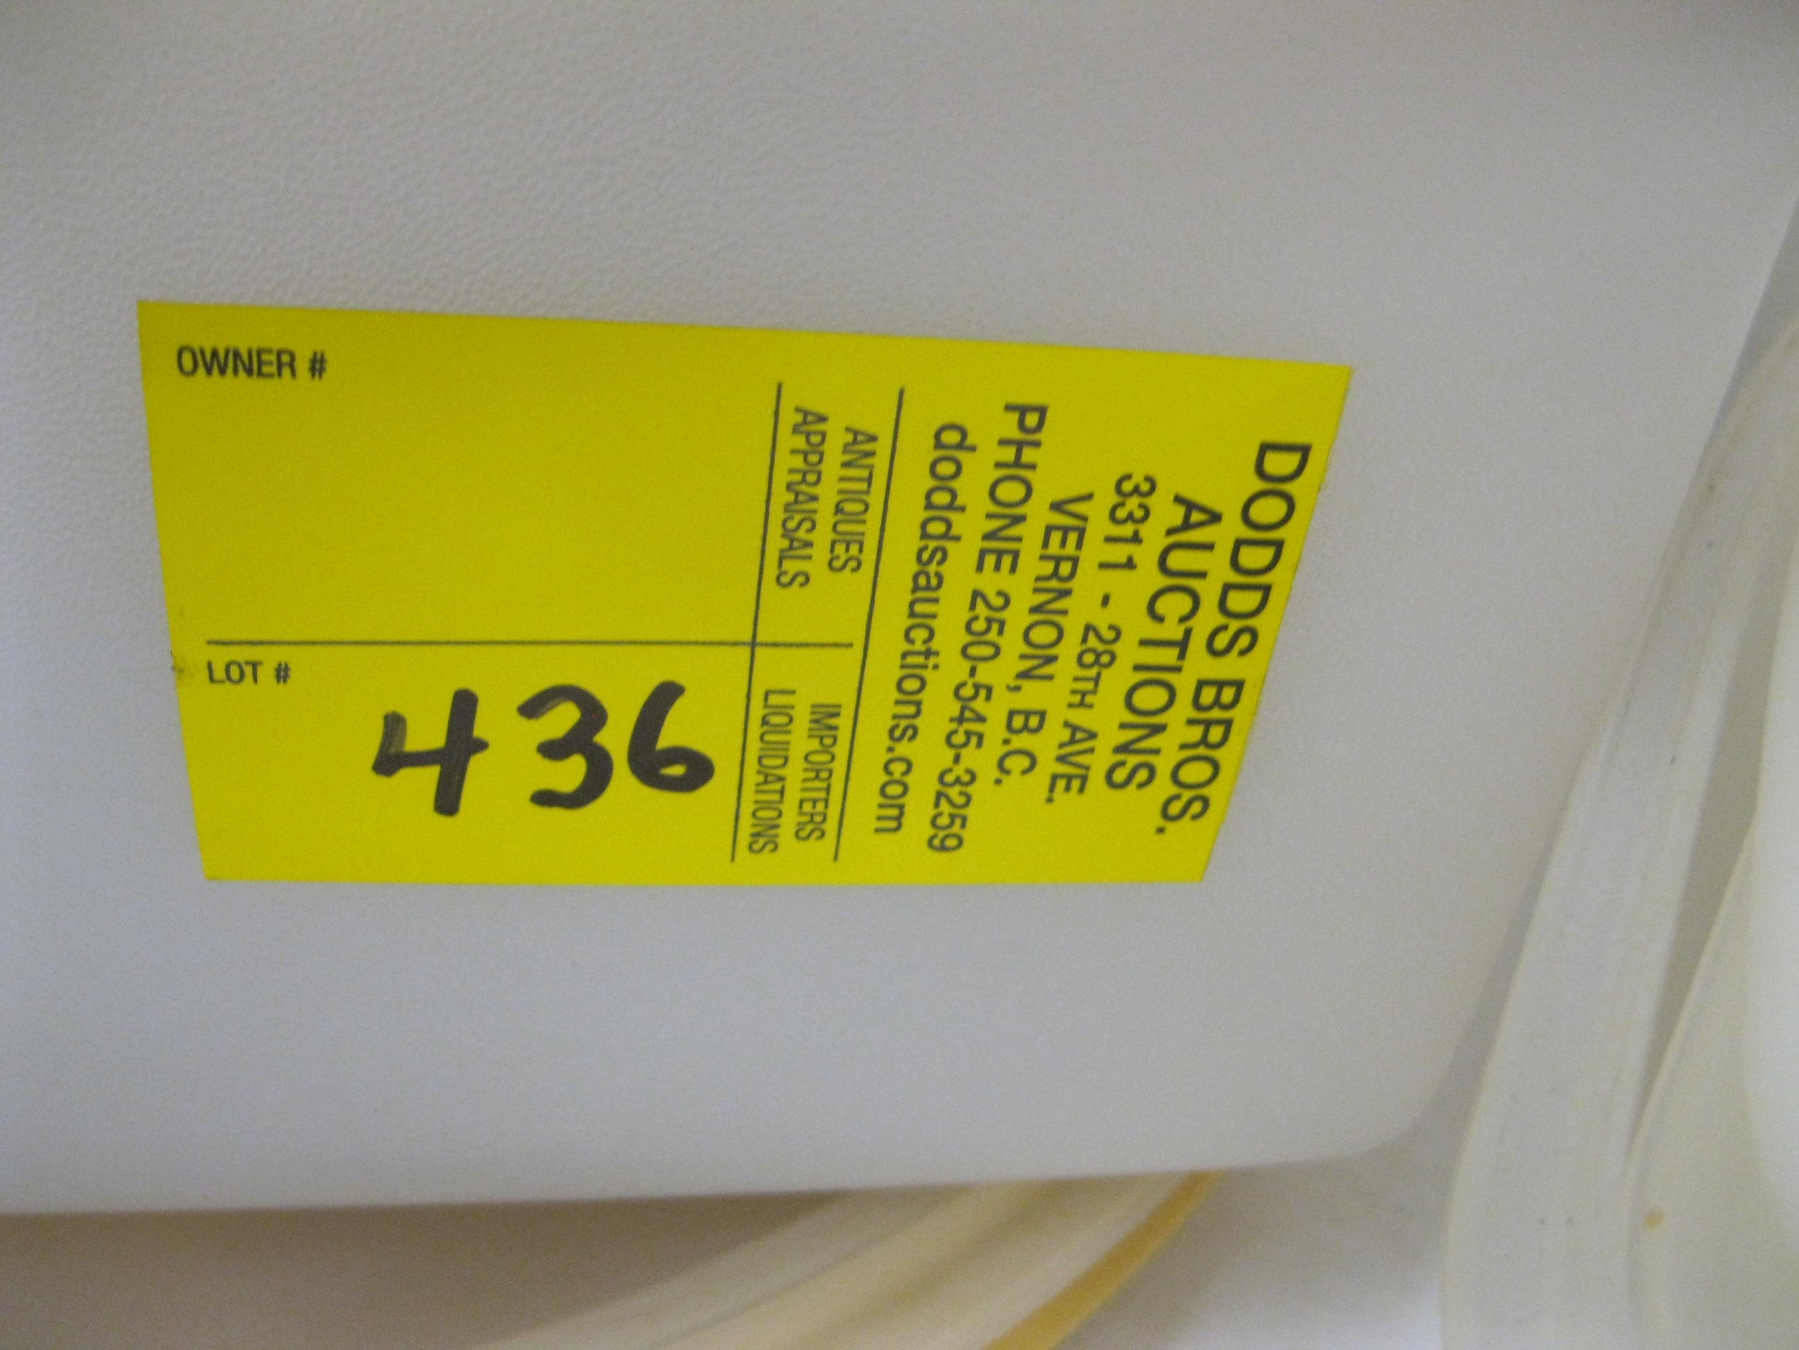 DODDS BROS.
AUCTIONS
3311 - 28TH AVE.
VERNON, B.C.
PHONE 250-545-3259
doddsauctions.com
ANTIQUES IMPORTERS
APPRAISALS LIQUIDATIONS
OWNER #
LOT #
436